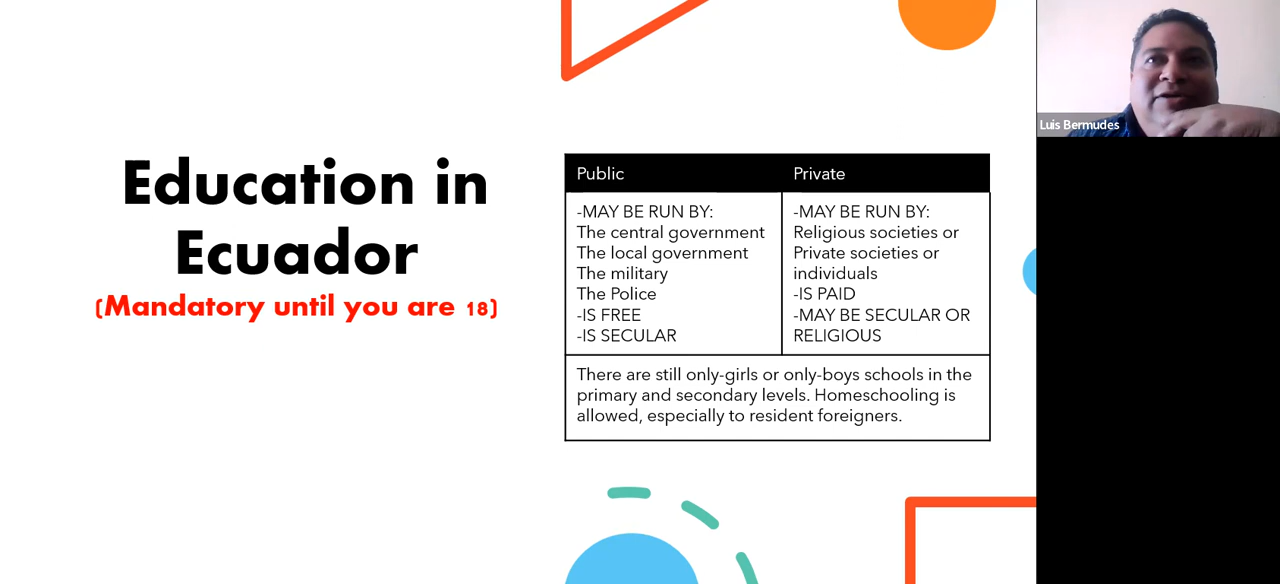 Education in
Ecuador
(Mandatory until you are 18)
Public
Private
-MAY BE RUN BY:
The central government
The local government
The military
The Police
-IS FREE
-IS SECULAR
-MAY BE RUN BY:
Religious societies or
Private societies or
individuals
-IS PAID
-MAY BE SECULAR OR
RELIGIOUS
There are still only-girls or only-boys schools in the
primary and secondary levels. Homeschooling is
allowed, especially to resident foreigners.
Luis Bermudes